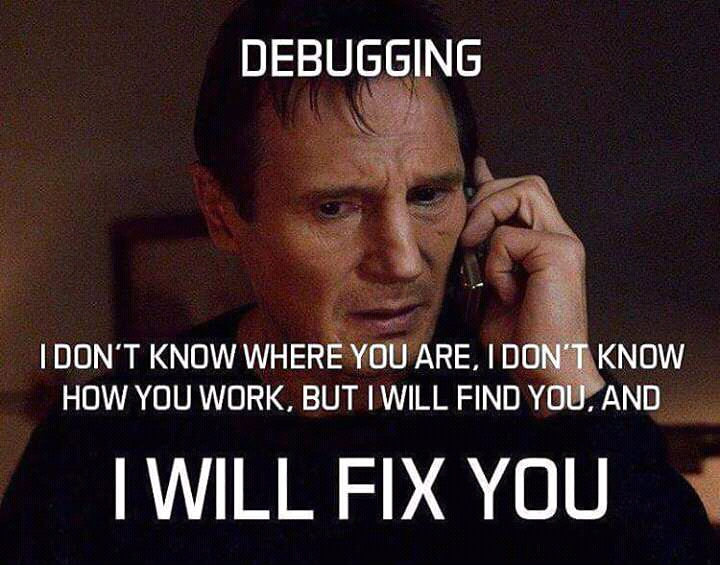 DEBUGGING
I DON'T KNOW WHERE YOU ARE, I DON'T KNOW
HOW YOU WORK, BUT I WILL FIND YOU, AND
I WILL FIX YOU